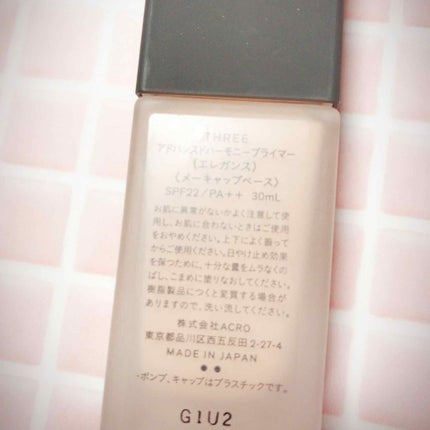 THREE
アドバンスドハーモニープライマー
(エレガンス)
〈メーキャップベース〉
SPF22/PA++ 30mL
お肌に異常がないかよく注意して使
用し、お肌に合わないときはご使用
をおやめください。上下によく振って
からご使用ください。日やけ止め効果
を保つために、十分な量をムラなくの
ばし、こまめに塗りなおしてください。
樹脂製品につくと変質する場合が
ありますので、洗い流してください。
株式会社ACRO
東京都品川区西五反田2-27-4
MADE IN JAPAN
・ポンプ、キャップはプラスチックです。
G1U2